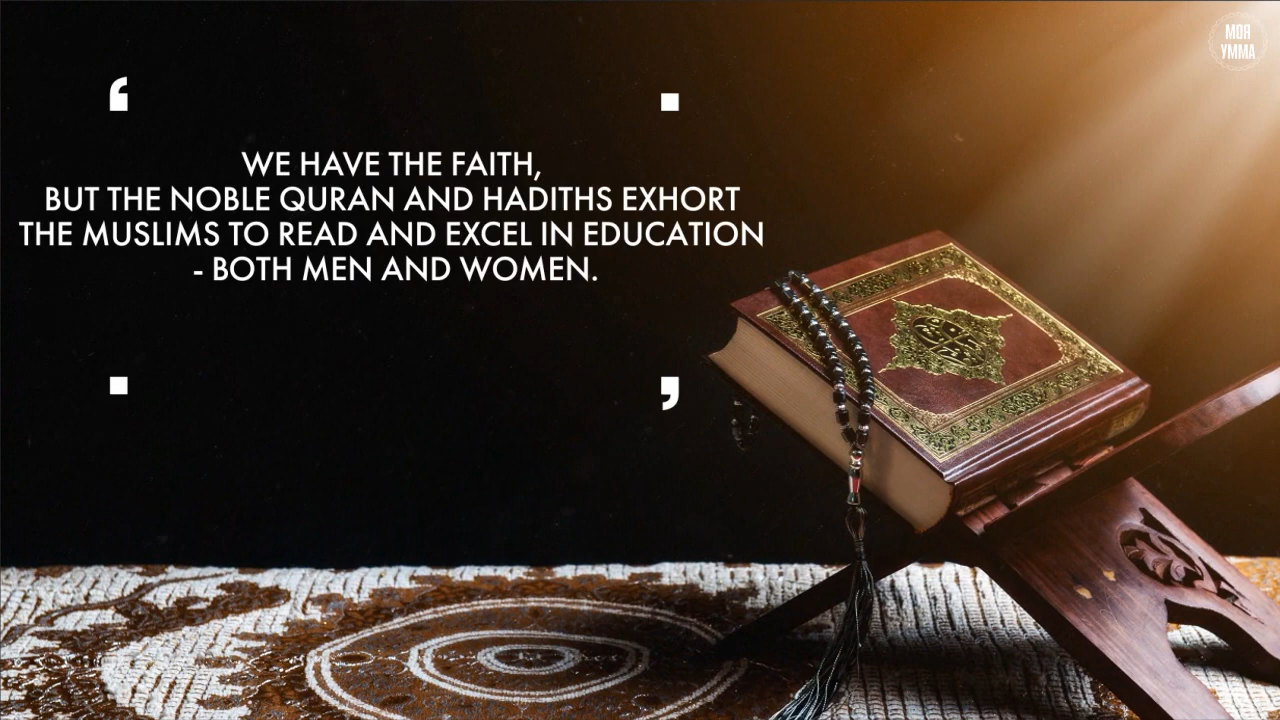 WE HAVE THE FAITH,
BUT THE NOBLE QURAN AND HADITHS EXHORT
THE MUSLIMS TO READ AND EXCEL IN EDUCATION
- BOTH MEN AND WOMEN.
МОЯ
УММА